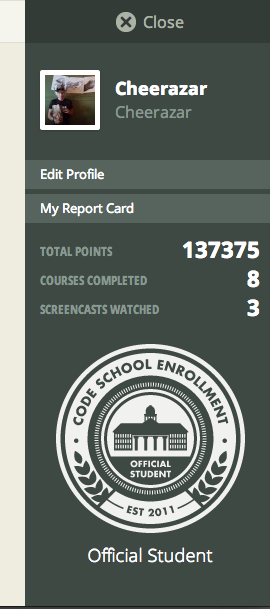 Close
Cheerazar
Cheerazar
Edit Profile
My Report Card
TOTAL POINTS 137375
COURSES COMPLETED 8
SCREENCASTS WATCHED 3
CODE SCHOOL ENROLLMENT
OFFICIAL
STUDENT
EST 2011
Official Student